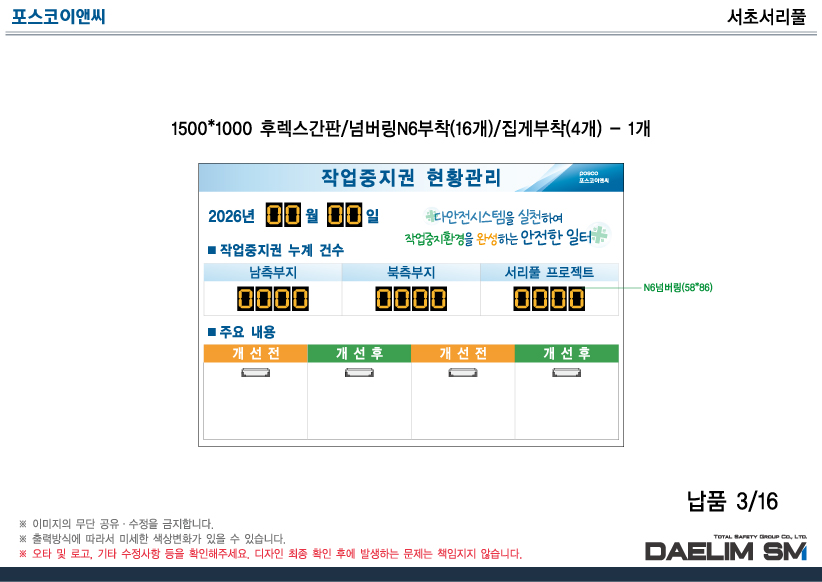 포스코이앤씨
서초서리풀
1500*1000 후렉스간판/넘버링N6부착(16개)/집게부착(4개) - 1개
작업중지권 현황관리
posco
포스코이앤씨
2026년 00월 00일
다안전시스템을 실천하여
작업중지환경을 완성하는 안전한 일터
■ 작업중지권 누계 건수
남측부지 북측부지 서리풀 프로젝트
0000 0000 0000
N6넘버링(58*86)
■ 주요 내용
개 선 전 개 선 후 개 선 전 개 선 후
납품 3/16
※ 이미지의 무단 공유·수정을 금지합니다.
※ 출력방식에 따라서 미세한 색상변화가 있을 수 있습니다.
※ 오타 및 로고, 기타 수정사항 등을 확인해주세요. 디자인 최종 확인 후에 발생하는 문제는 책임지지 않습니다.
TOTAL SAFETY GROUP CO., LTD.
DAELIM SM